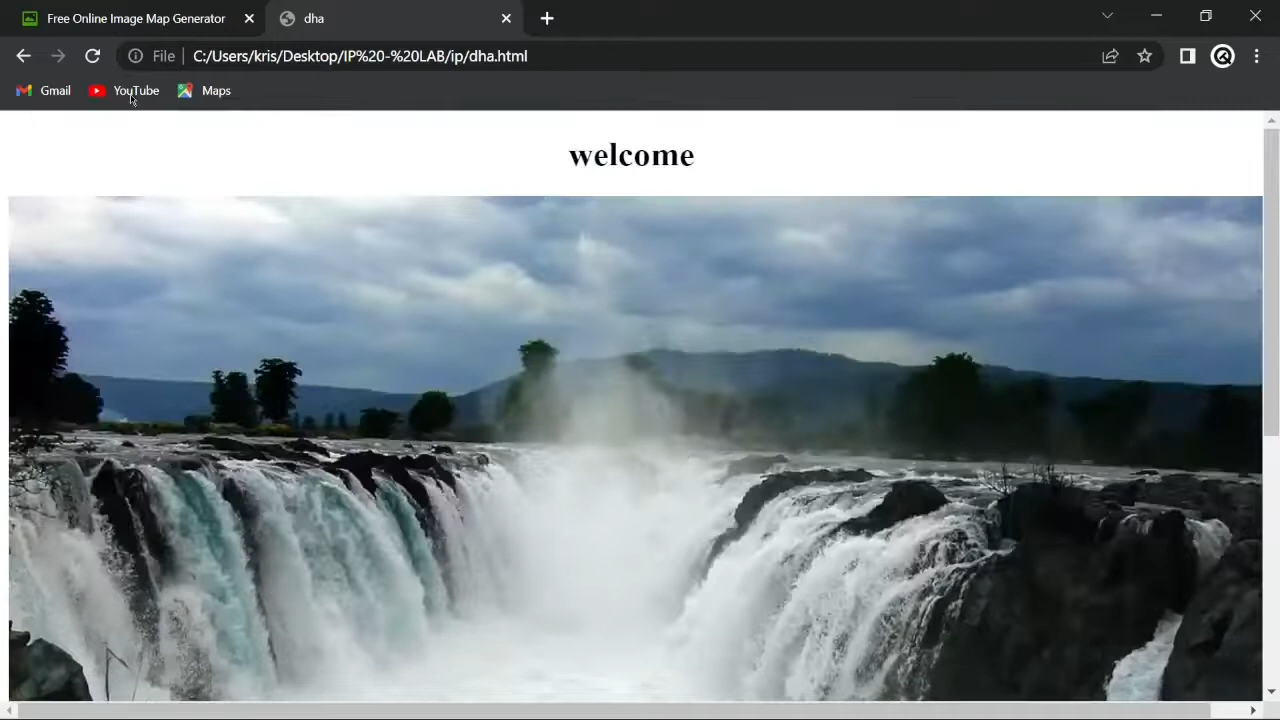 Free Online Image Map Generator
dha
File
C:/Users/kris/Desktop/IP%20-%20LAB/ip/dha.html
Gmail
YouTube
Maps
welcome